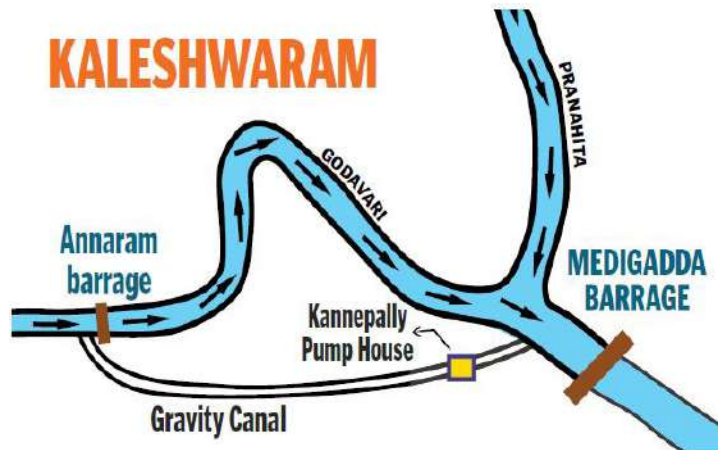 KALESHWARAM
PRANAHITA
GODAVARI
Annaram
barrage
MEDIGADDA
BARRAGE
Kannepally
Pump House
Gravity Canal